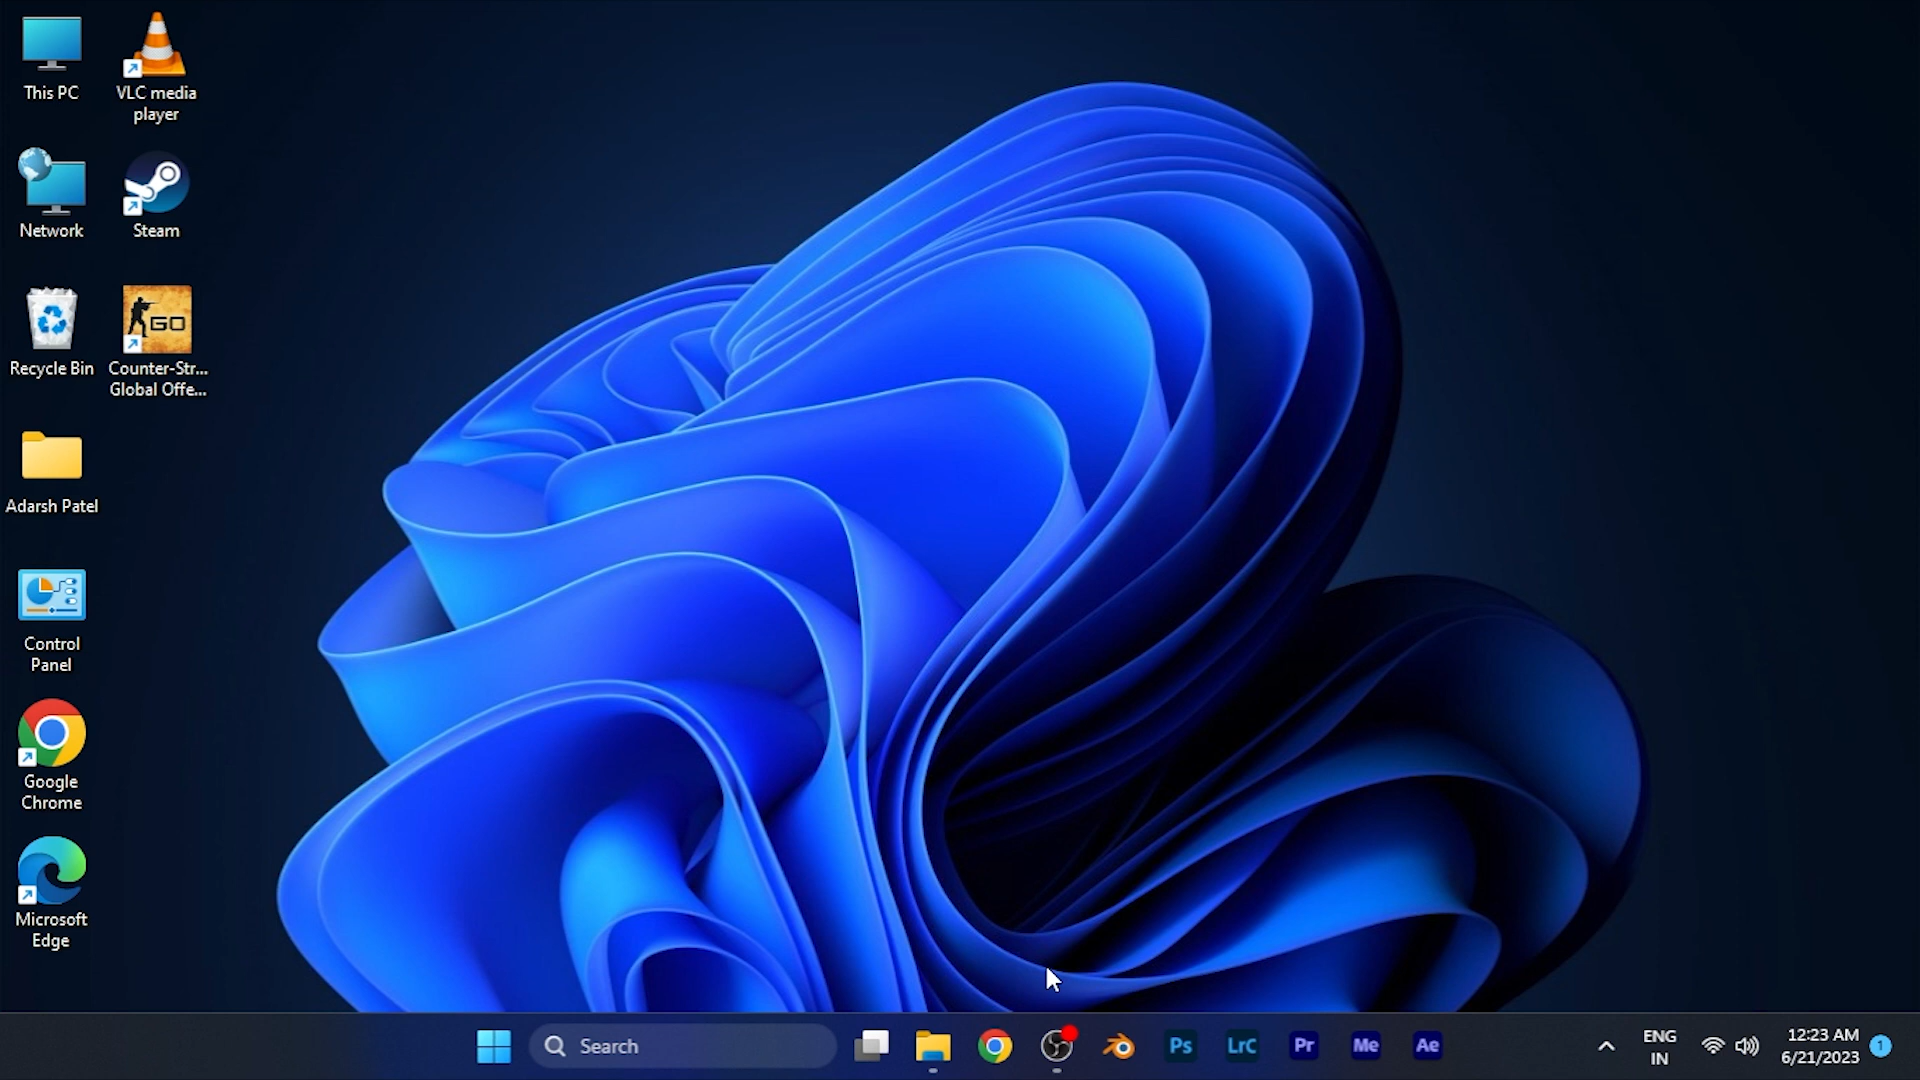 This PC
VLC media
player
Network
Steam
GO
Recycle Bin
Counter-Str...
Global Offe...
Adarsh Patel
Control
Panel
Google
Chrome
Microsoft
Edge
Search
Ps
LrC
Pr
Me
Ae
ENG
IN
12:23 AM
6/21/2023
1